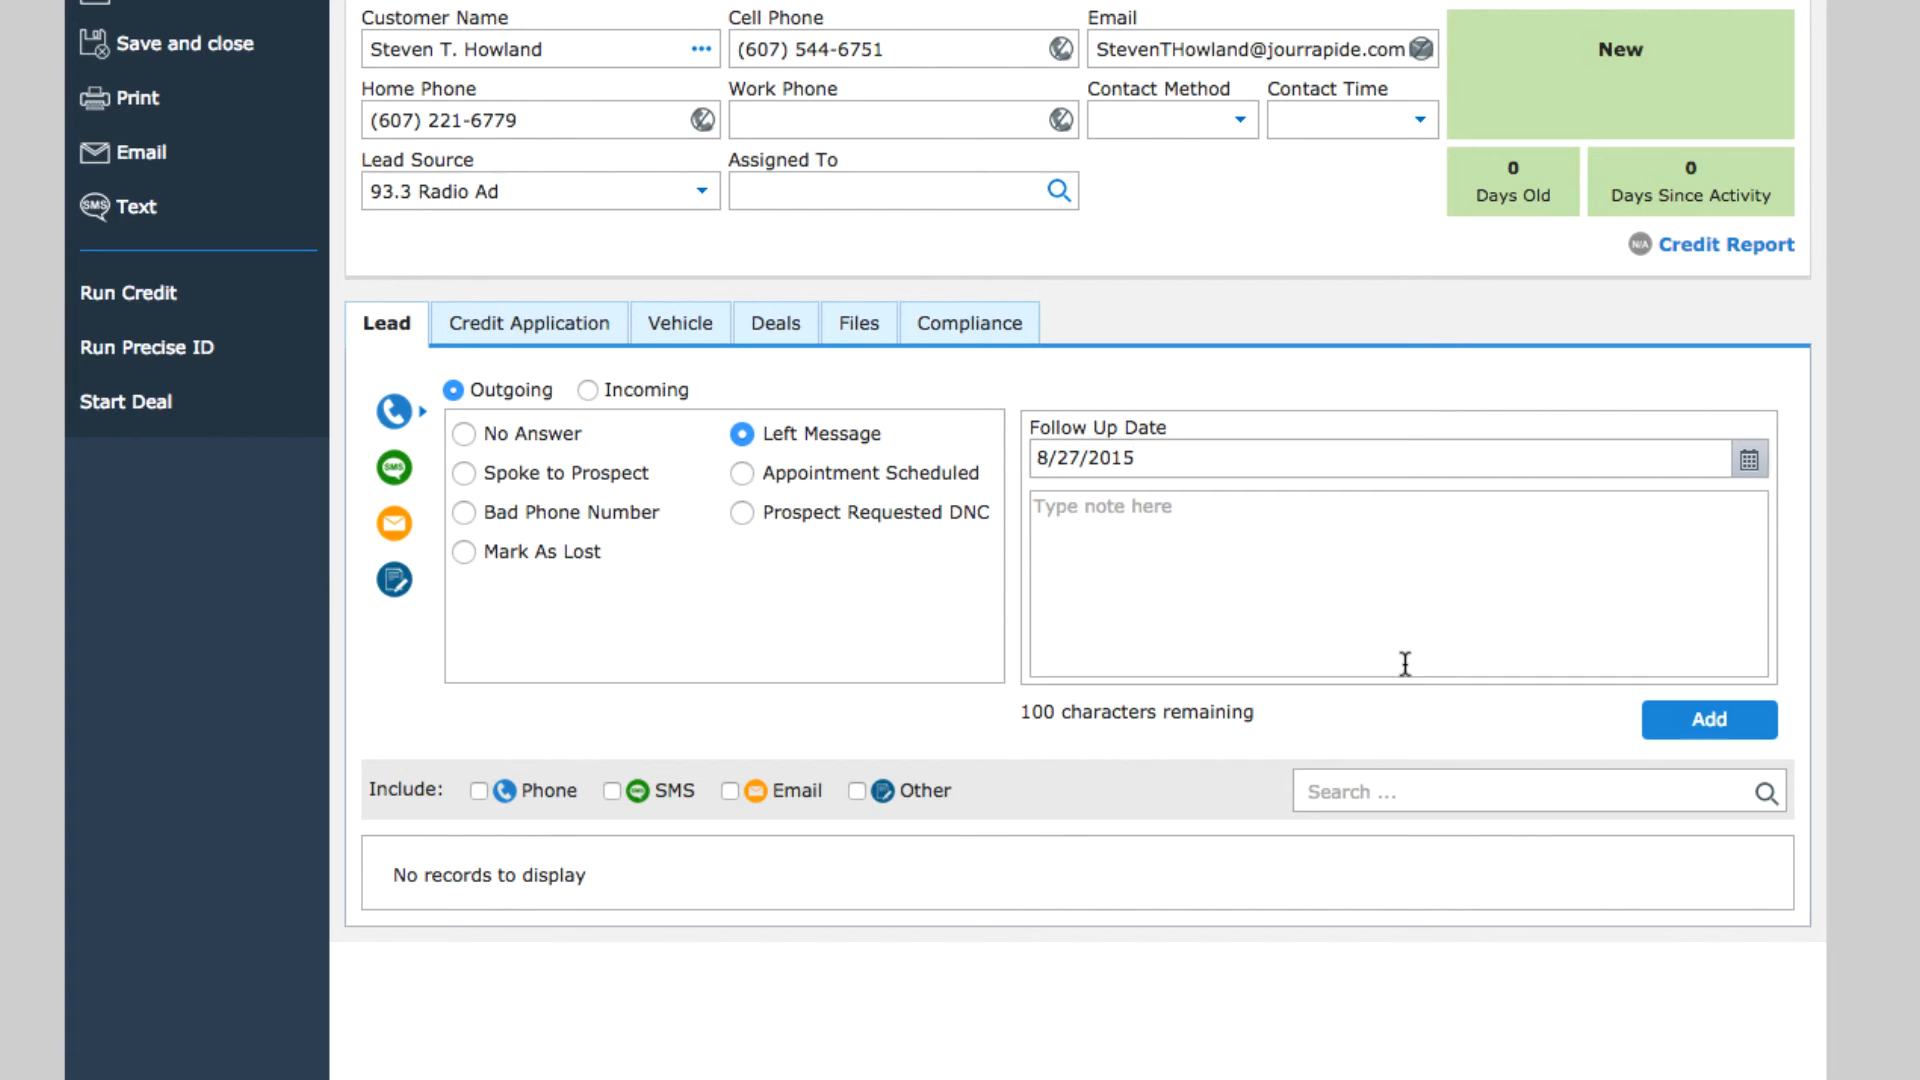 Customer Name Cell Phone Email
Save and close Steven T. Howland ••• (607) 544-6751 StevenTHowland@jourrapide.com New
Home Phone Work Phone Contact Method Contact Time
Print (607) 221-6779
Email Lead Source Assigned To
0 0
SMS Text 93.3 Radio Ad Days Old Days Since Activity
N/A Credit Report
Run Credit
Lead Credit Application Vehicle Deals Files Compliance
Run Precise ID
Outgoing Incoming
Start Deal
No Answer Left Message Follow Up Date
SMS Spoke to Prospect Appointment Scheduled 8/27/2015
Bad Phone Number Prospect Requested DNC Type note here
Mark As Lost
100 characters remaining Add
Include: Phone SMS SMS Email Other Search ...
No records to display